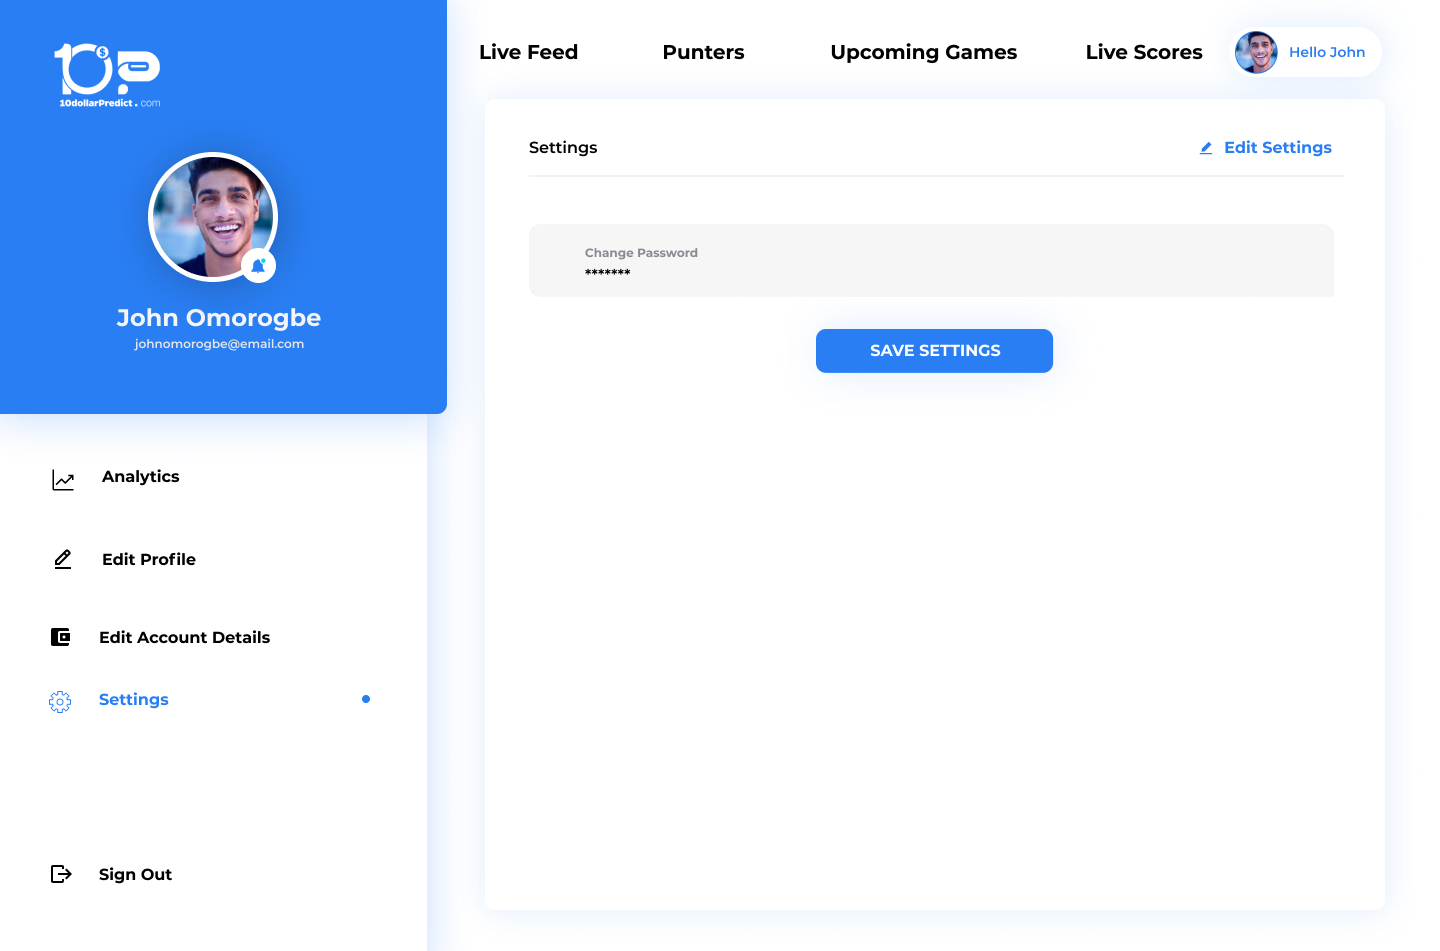 10P
$
10dollarPredict.com
John Omorogbe
johnomorogbe@email.com
Analytics
Edit Profile
Edit Account Details
Settings
Sign Out
Live Feed
Punters
Upcoming Games
Live Scores
Hello John
Settings
Edit Settings
Change Password
*******
SAVE SETTINGS